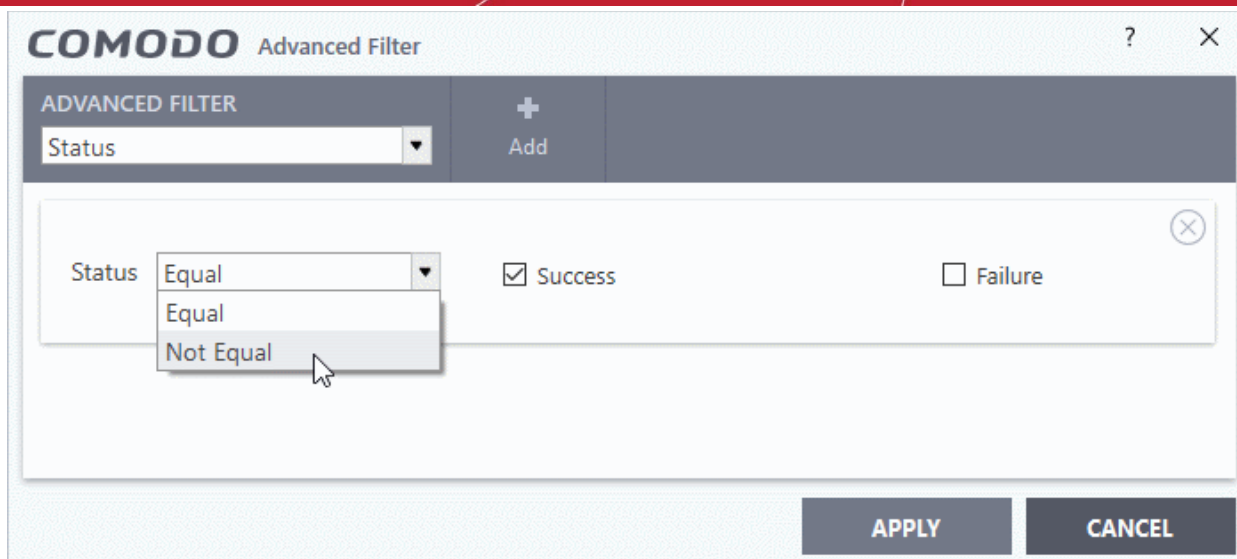 COMODO Advanced Filter ?
ADVANCED FILTER
Status
Add
Status Equal Success Failure
Equal
Not Equal
APPLY CANCEL